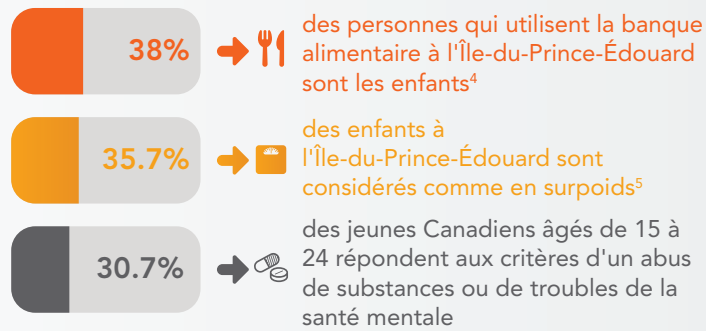 38%
des personnes qui utilisent la banque
alimentaire à l'Île-du-Prince-Édouard
sont les enfants⁴
35.7%
des enfants à
l'Île-du-Prince-Édouard sont
considérés comme en surpoids⁵
30.7%
des jeunes Canadiens âgés de 15 à
24 répondent aux critères d'un abus
de substances ou de troubles de la
santé mentale